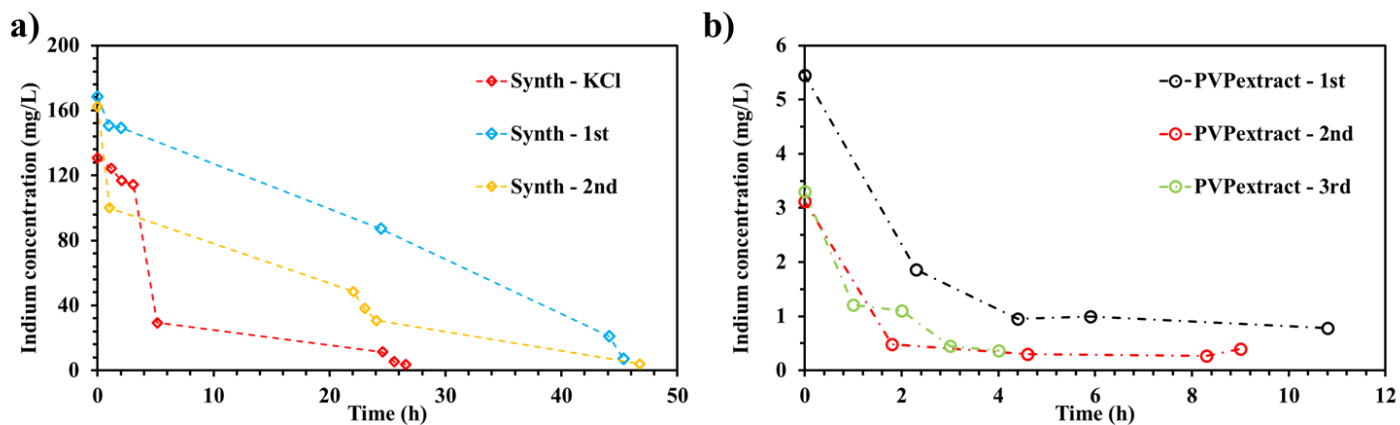 a)
Indium concentration (mg/L)
200
160
120
80
40
0
Synth - KCl
Synth - 1st
Synth - 2nd
0 10 20 30 40 50
Time (h)
b)
Indium concentration (mg/L)
6
5
4
3
2
1
0
PVPextract - 1st
PVPextract - 2nd
PVPextract - 3rd
0 2 4 6 8 10 12
Time (h)